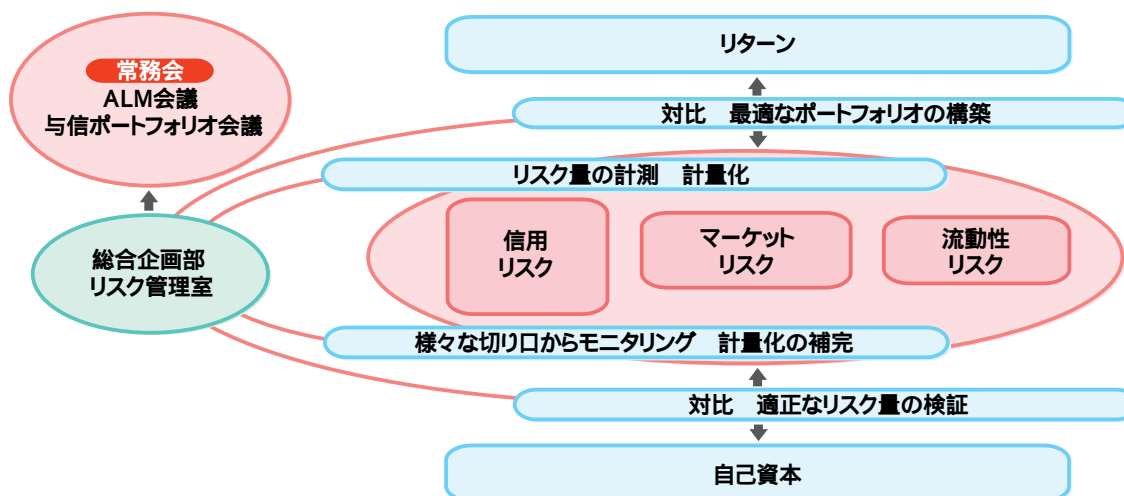 リターン
常務会
ALM会議
与信ポートフォリオ会議
対比　最適なポートフォリオの構築
リスク量の計測　計量化
信用
リスク
マーケット
リスク
流動性
リスク
総合企画部
リスク管理室
様々な切り口からモニタリング　計量化の補完
対比　適正なリスク量の検証
自己資本